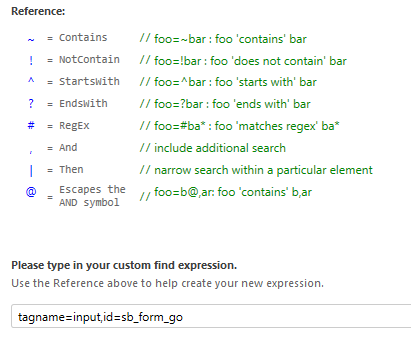 Reference:
~ = Contains // foo=~bar : foo 'contains' bar
! = NotContain // foo=!bar : foo 'does not contain' bar
^ = StartsWith // foo=^bar : foo 'starts with' bar
? = EndsWith // foo=?bar : foo 'ends with' bar
# = RegEx // foo=#ba* : foo 'matches regex' ba*
, = And // include additional search
| = Then // narrow search within a particular element
@ = Escapes the AND symbol // foo=b@,ar: foo 'contains' b,ar
Please type in your custom find expression.
Use the Reference above to help create your new expression.
tagname=input,id=sb_form_go